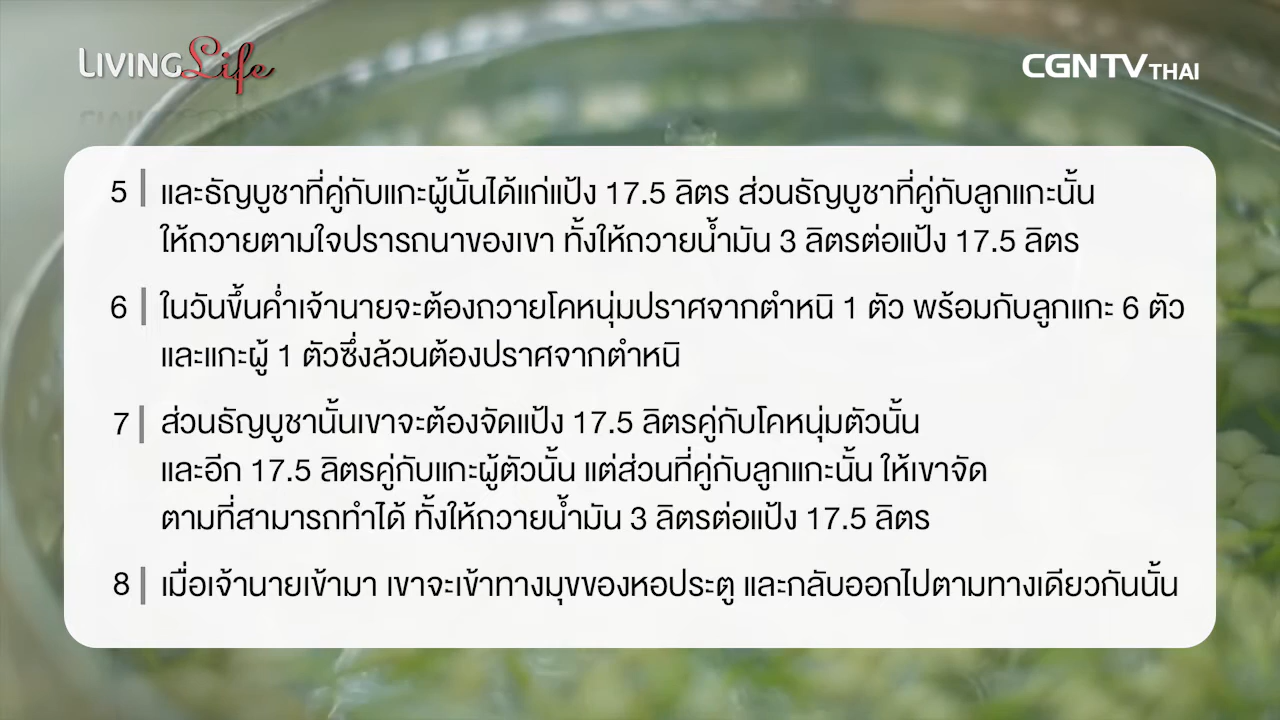 LIVING Life
CGNTV THAI
5 และธัญบูชาที่คู่กับแกะผู้นั้นได้แก่แป้ง 17.5 ลิตร ส่วนธัญบูชาที่คู่กับลูกแกะนั้น
ให้ถวายตามใจปรารถนาของเขา ทั้งให้ถวายน้ำมัน 3 ลิตรต่อแป้ง 17.5 ลิตร
6 ในวันขึ้นค่ำเจ้านายจะต้องถวายโคหนุ่มปราศจากตำหนิ 1 ตัว พร้อมกับลูกแกะ 6 ตัว
และแกะผู้ 1 ตัวซึ่งล้วนต้องปราศจากตำหนิ
7 ส่วนธัญบูชานั้นเขาจะต้องจัดแป้ง 17.5 ลิตรคู่กับโคหนุ่มตัวนั้น
และอีก 17.5 ลิตรคู่กับแกะผู้ตัวนั้น แต่ส่วนที่คู่กับลูกแกะนั้น ให้เขาจัด
ตามที่สามารถทำได้ ทั้งให้ถวายน้ำมัน 3 ลิตรต่อแป้ง 17.5 ลิตร
8 เมื่อเจ้านายเข้ามา เขาจะเข้าทางมุขของหอประตู และกลับออกไปตามทางเดียวกันนั้น